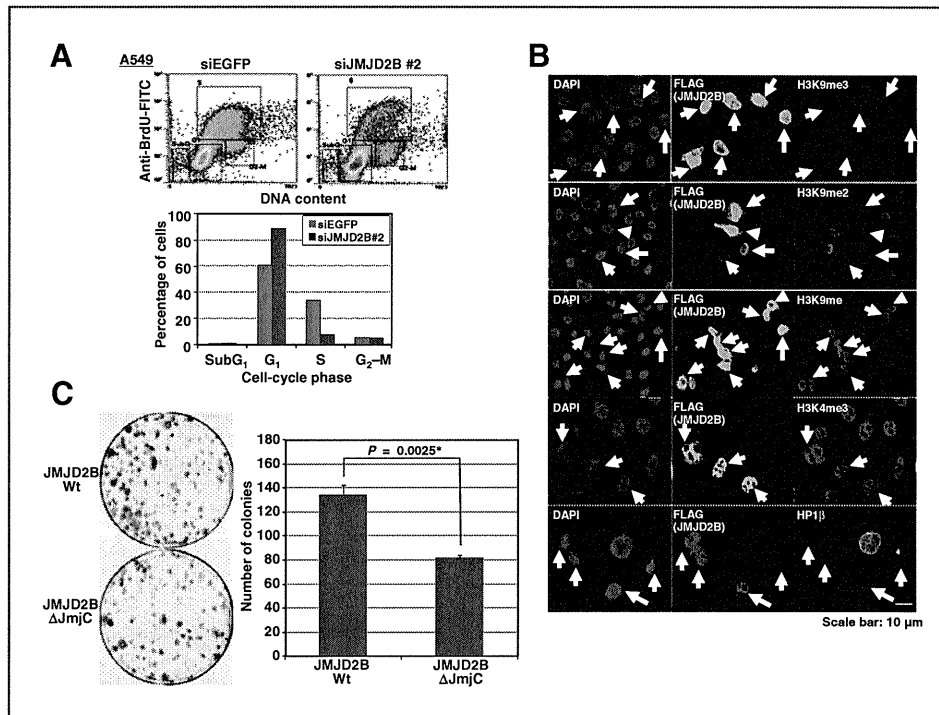 A
A549
siEGFP
siJMJD2B #2
Anti-BrdU–FITC
S
SubG
G2-M
S
DNA content
Percentage of cells
100
80
60
40
20
0
siEGFP
siJMJD2B#2
SubG1
G1
S
G2–M
Cell-cycle phase
B
DAPI
FLAG
(JMJD2B)
H3K9me3
DAPI
FLAG
(JMJD2B)
H3K9me2
DAPI
FLAG
(JMJD2B)
H3K9me
DAPI
FLAG
(JMJD2B)
H3K4me3
DAPI
FLAG
(JMJD2B)
HP1β
Scale bar: 10 µm
C
JMJD2B
Wt
JMJD2B
ΔJmjC
Number of colonies
180
160
140
120
100
80
60
40
20
0
P = 0.0025*
JMJD2B
Wt
JMJD2B
ΔJmjC